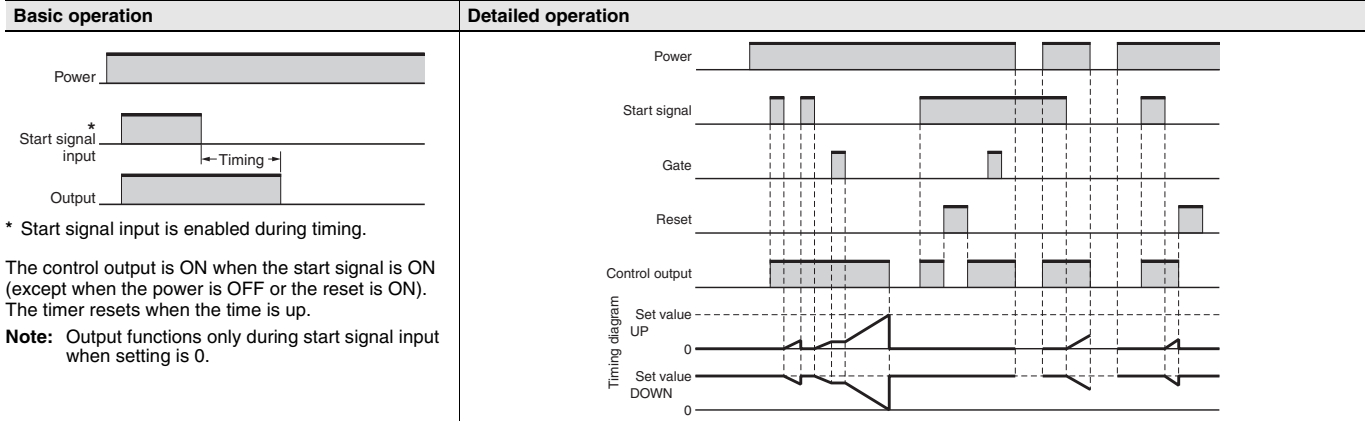 Basic operation
Detailed operation
Power
*
Start signal
input
Timing
Output
* Start signal input is enabled during timing.
The control output is ON when the start signal is ON
(except when the power is OFF or the reset is ON).
The timer resets when the time is up.
Note: Output functions only during start signal input
when setting is 0.
Power
Start signal
Gate
Reset
Control output
Timing diagram
Set value
UP
0
Set value
DOWN
0